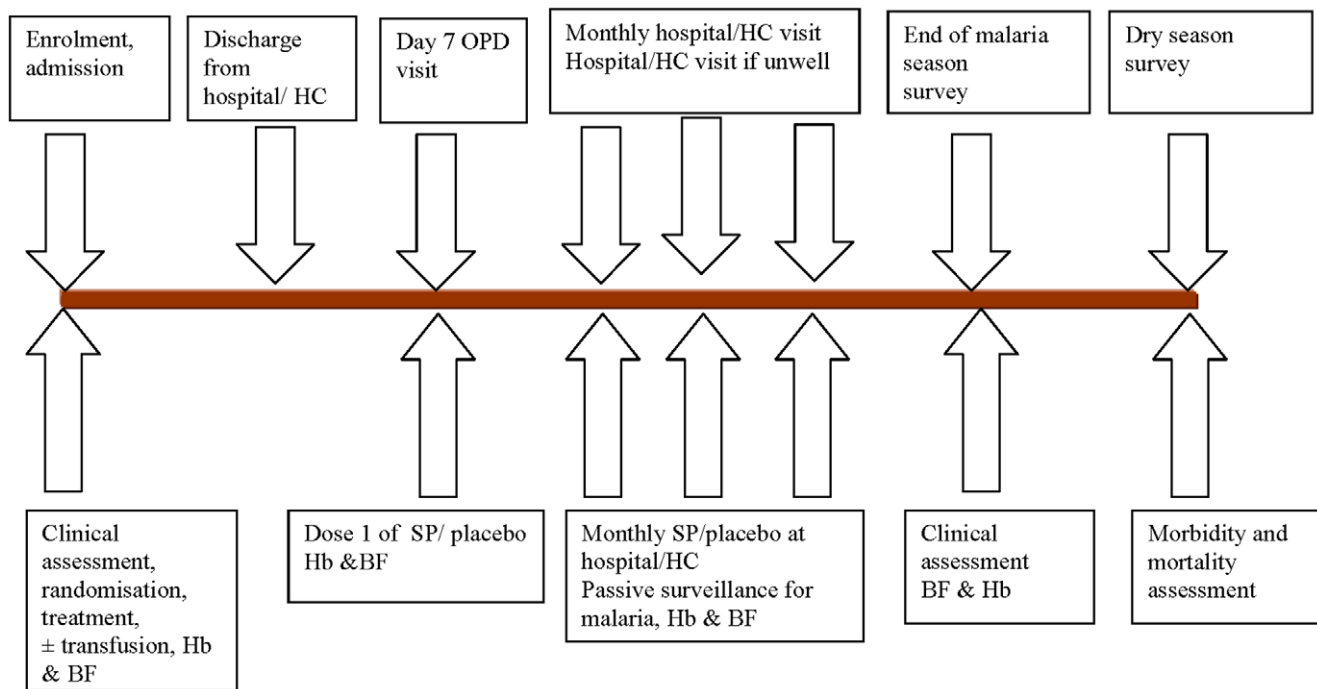 Enrolment,
admission
Discharge
from
hospital/ HC
Day 7 OPD
visit
Monthly hospital/HC visit
Hospital/HC visit if unwell
End of malaria
season
survey
Dry season
survey
Clinical
assessment,
randomisation,
treatment,
± transfusion, Hb
& BF
Dose 1 of SP/ placebo
Hb &BF
Monthly SP/placebo at
hospital/HC
Passive surveillance for
malaria, Hb & BF
Clinical
assessment
BF & Hb
Morbidity and
mortality
assessment